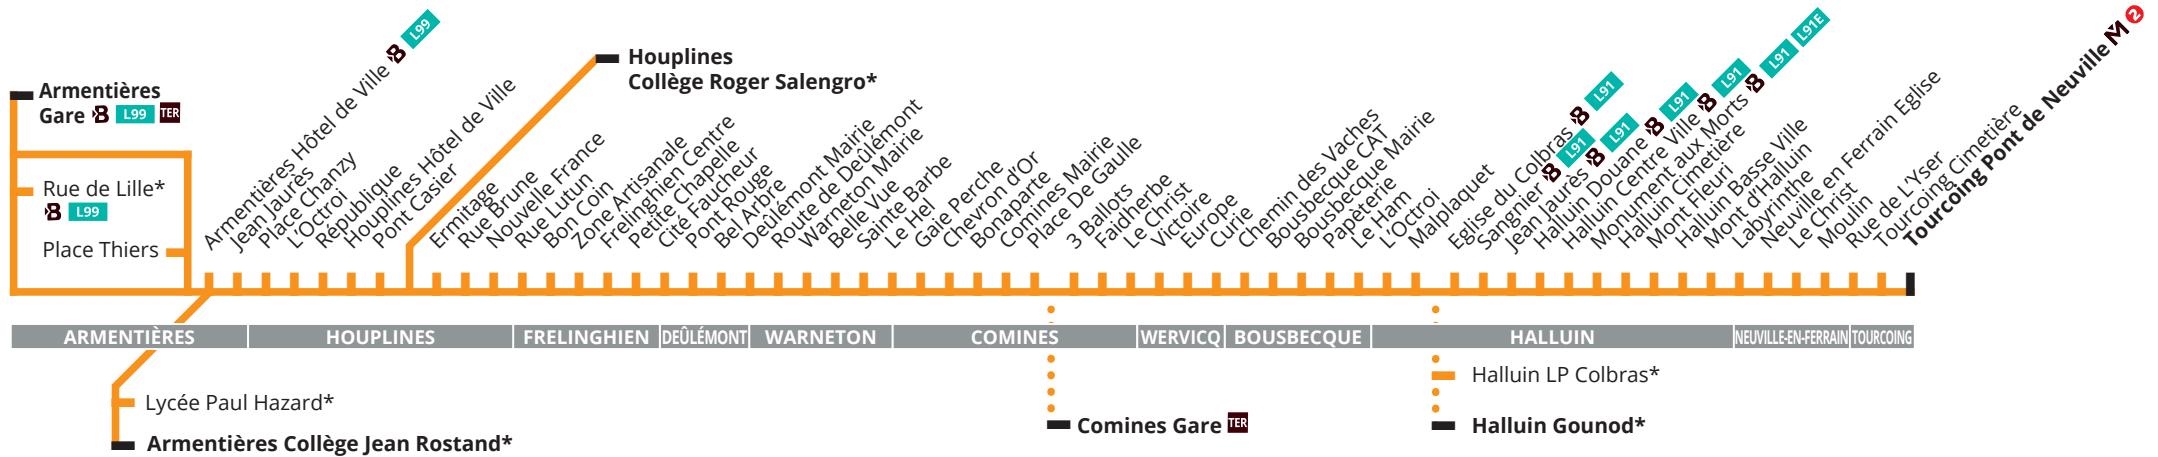 Armentières
Gare B L99 TER
Rue de Lille*
B L99
Place Thiers
Armentières Hôtel de Ville B L99
Jean Jaurès
Place Chanzy
L'Octroi
République
Houplines Hôtel de Ville
Pont Casier
Houplines
Collège Roger Salengro*
Ermitage
Rue Brune
Nouvelle France
Rue Lutun
Bon Coin
Zone Artisanale
Frelinghien Centre
Petite Chapelle
Cité Faucheur
Pont Rouge
Bel Arbre
Deûlémont Mairie
Route de Deûlémont
Warneton Mairie
Belle Vue
Sainte Barbe
Le Hel
Gaie Perche
Chevron d'Or
Bonaparte
Comines Mairie
Place De Gaulle
3 Ballots
Faidherbe
Le Christ
Victoire
Europe
Curie
Chemin des Vaches
Bousbecque CAT
Bousbecque Mairie
Papèterie
Le Ham
L'Octroi
Malplaquet
Eglise du Colbras B L91
Sangnier B L91
Jean Jaurès B L91
Halluin Douane B L91
Halluin Centre Ville B L91
Monument aux Morts B L91 L91E
Halluin Cimetière
Mont Fleuri
Halluin Basse Ville
Mont d'Halluin
Labyrinthe
Neuville en Ferrain Eglise
Le Christ
Moulin
Rue de L'Yser
Tourcoing Cimetière
Tourcoing Pont de Neuville M 2
ARMENTIÈRES
HOUPLINES
FRELINGHIEN
DEÛLÉMONT
WARNETON
COMINES
WERVICQ
BOUSBECQUE
HALLUIN
NEUVILLE-EN-FERRAIN
TOURCOING
Lycée Paul Hazard*
Armentières Collège Jean Rostand*
Comines Gare TER
Halluin LP Colbras*
Halluin Gounod*